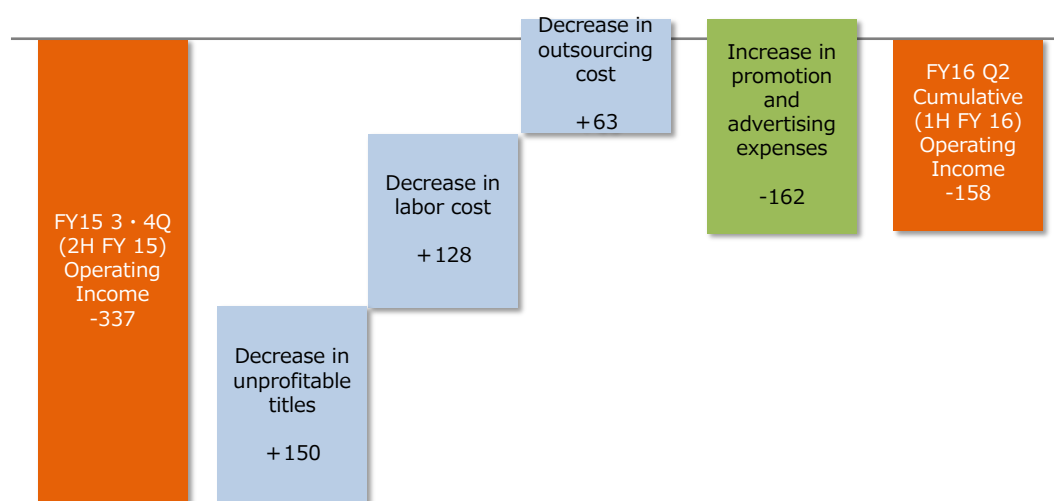 FY15 3・4Q
(2H FY 15)
Operating
Income
-337
Decrease in
unprofitable
titles
+150
Decrease in
labor cost
+128
Decrease in
outsourcing
cost
+63
Increase in
promotion
and
advertising
expenses
-162
FY16 Q2
Cumulative
(1H FY 16)
Operating
Income
-158